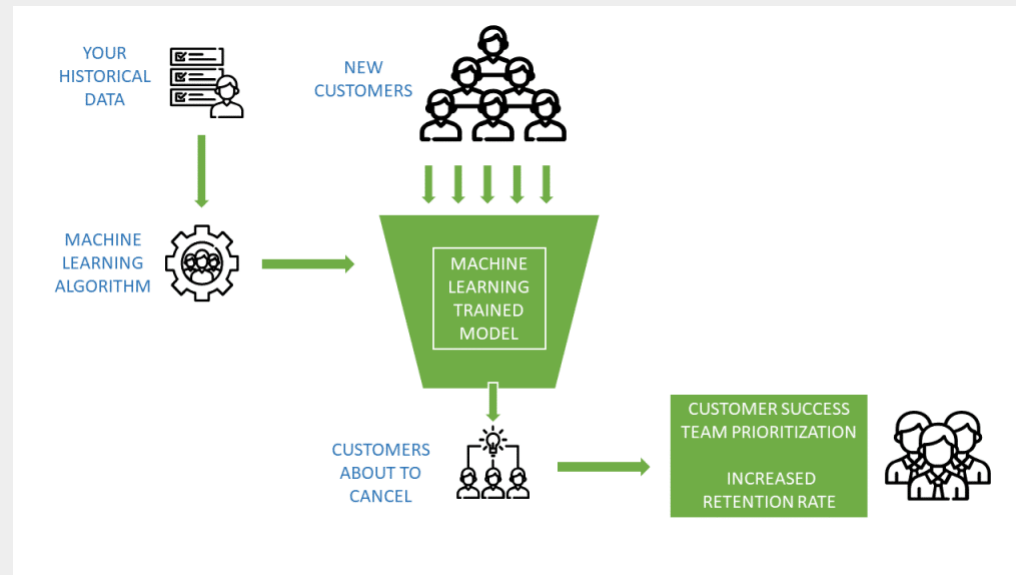 YOUR
HISTORICAL
DATA
NEW
CUSTOMERS
MACHINE
LEARNING
ALGORITHM
MACHINE
LEARNING
TRAINED
MODEL
CUSTOMERS
ABOUT TO
CANCEL
CUSTOMER SUCCESS
TEAM PRIORITIZATION
INCREASED
RETENTION RATE